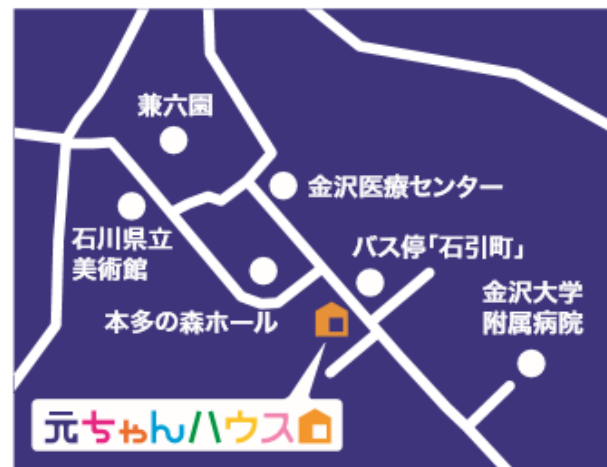 兼六園
金沢医療センター
石川県立
美術館
バス停「石引町」
本多の森ホール
金沢大学
附属病院
元ちゃんハウス